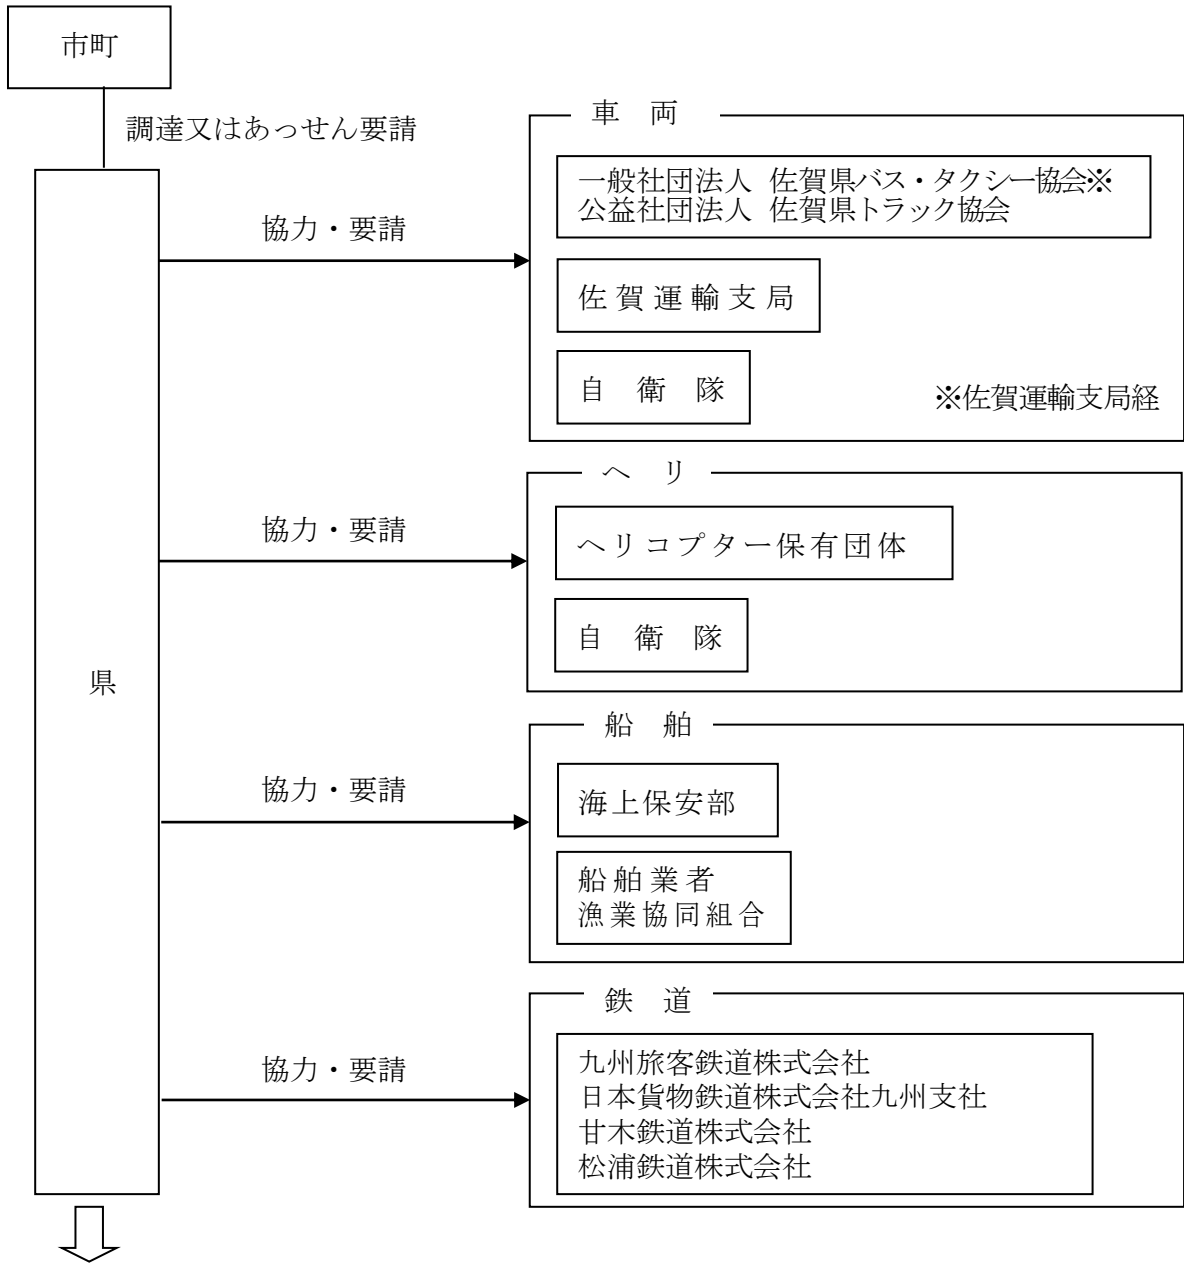 市町
調達又はあっせん要請
県
協力・要請
車 両
一般社団法人 佐賀県バス・タクシー協会※
公益社団法人 佐賀県トラック協会
佐賀運輸支局
自 衛 隊
※佐賀運輸支局経
協力・要請
ヘ リ
ヘリコプター保有団体
自 衛 隊
協力・要請
船 舶
海上保安部
船舶業者
漁業協同組合
協力・要請
鉄 道
九州旅客鉄道株式会社
日本貨物鉄道株式会社九州支社
甘木鉄道株式会社
松浦鉄道株式会社